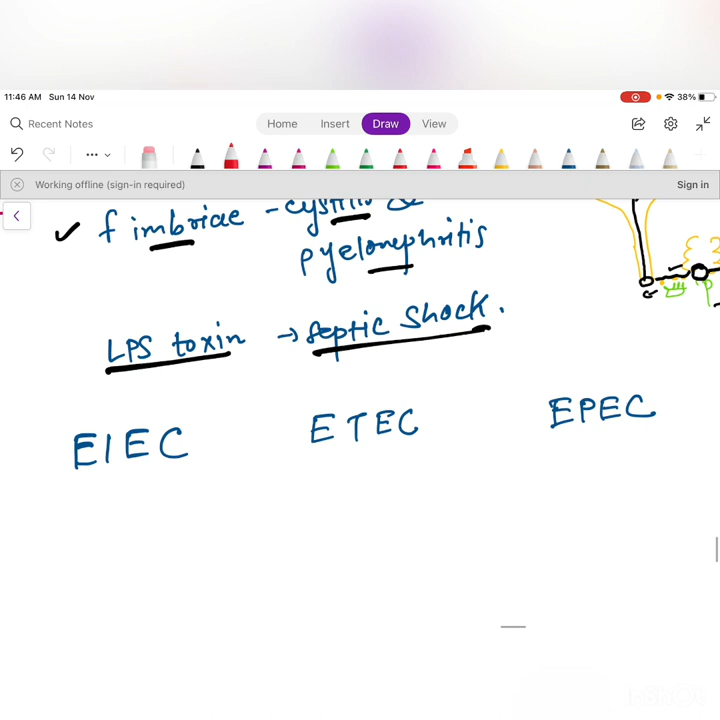 11:46 AM Sun 14 Nov
38%
Recent Notes
Home Insert Draw View
Working offline (sign-in required)
Sign in
fimbriae - cystitis &
pyelonephritis
LPS toxin → septic shock.
EIEC ETEC EPEC
InShot